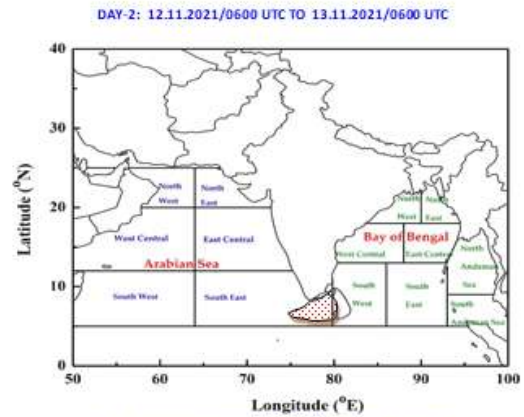 DAY-2: 12.11.2021/0600 UTC TO 13.11.2021/0600 UTC
40
30
20
10
0
Latitude (°N)
North
West
North
East
West Central
East Central
Arabian Sea
South West
South East
North
West
North
East
Bay of Bengal
West Central
East Central
South
West
South
East
North
Andaman
Sea
South
Andaman Sea
50
60
70
80
90
100
Longitude (°E)